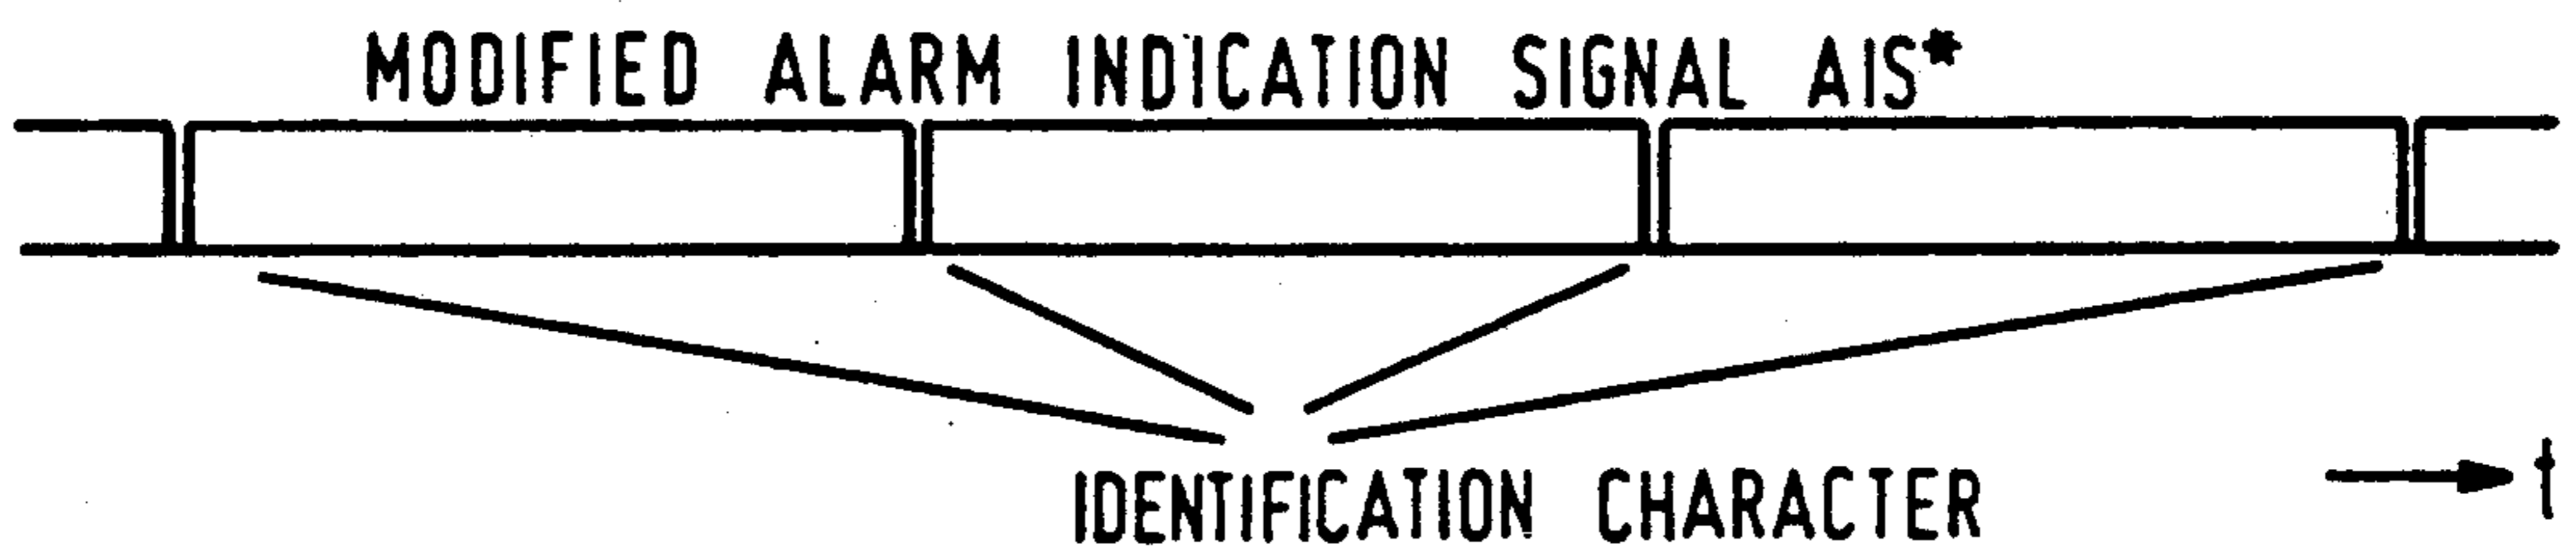 MODIFIED ALARM INDICATION SIGNAL AIS*
IDENTIFICATION CHARACTER
t